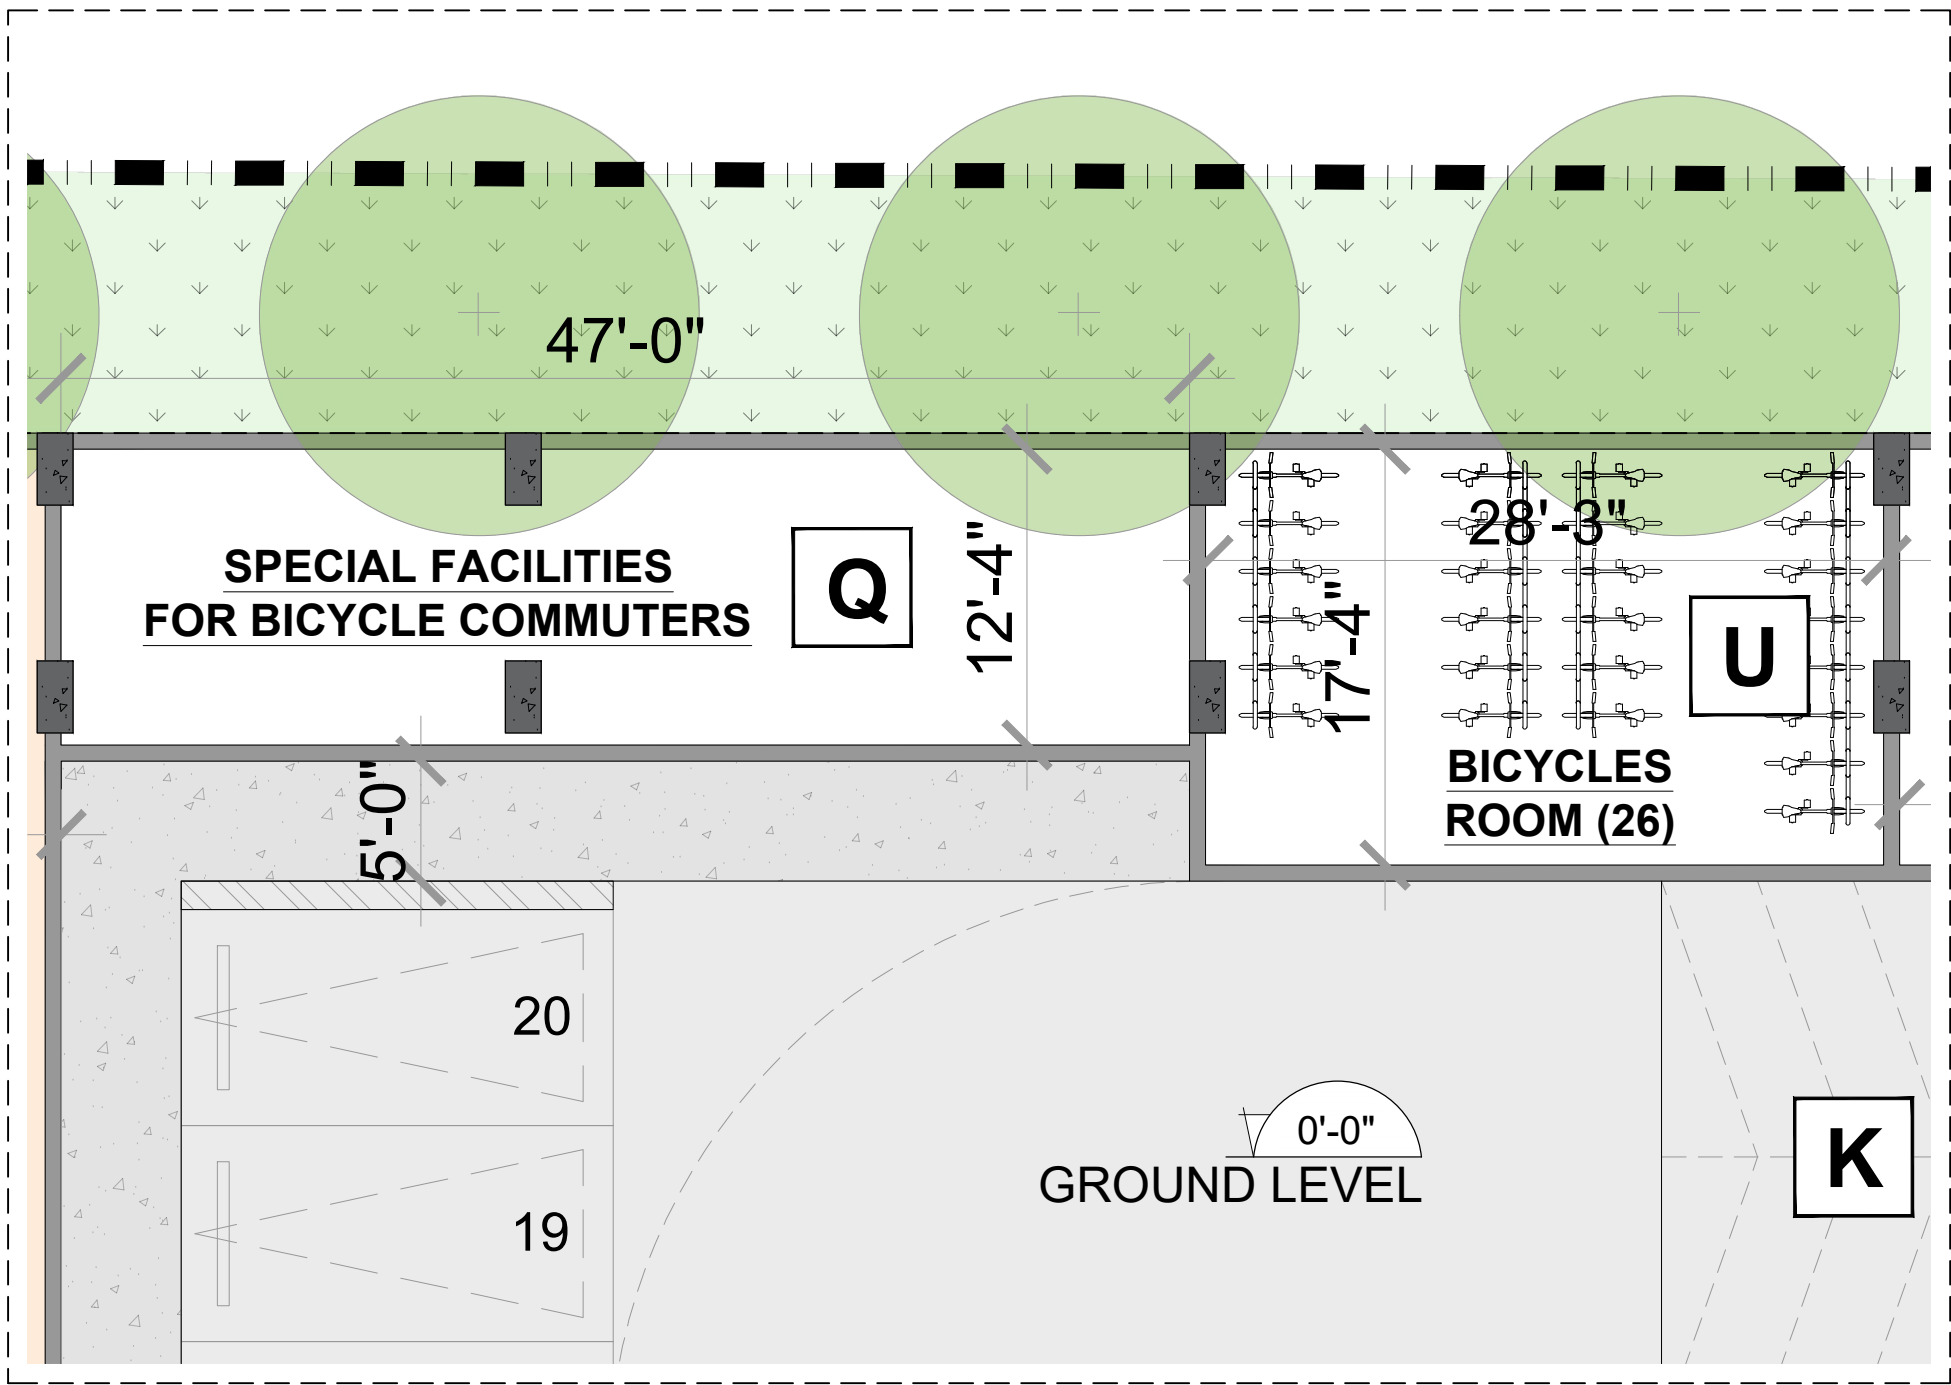 47'-0"
28'-3"
SPECIAL FACILITIES
FOR BICYCLE COMMUTERS
Q
12'-4"
17'-4"
U
BICYCLES
ROOM (26)
5'-0"
20
0'-0"
GROUND LEVEL
K
19